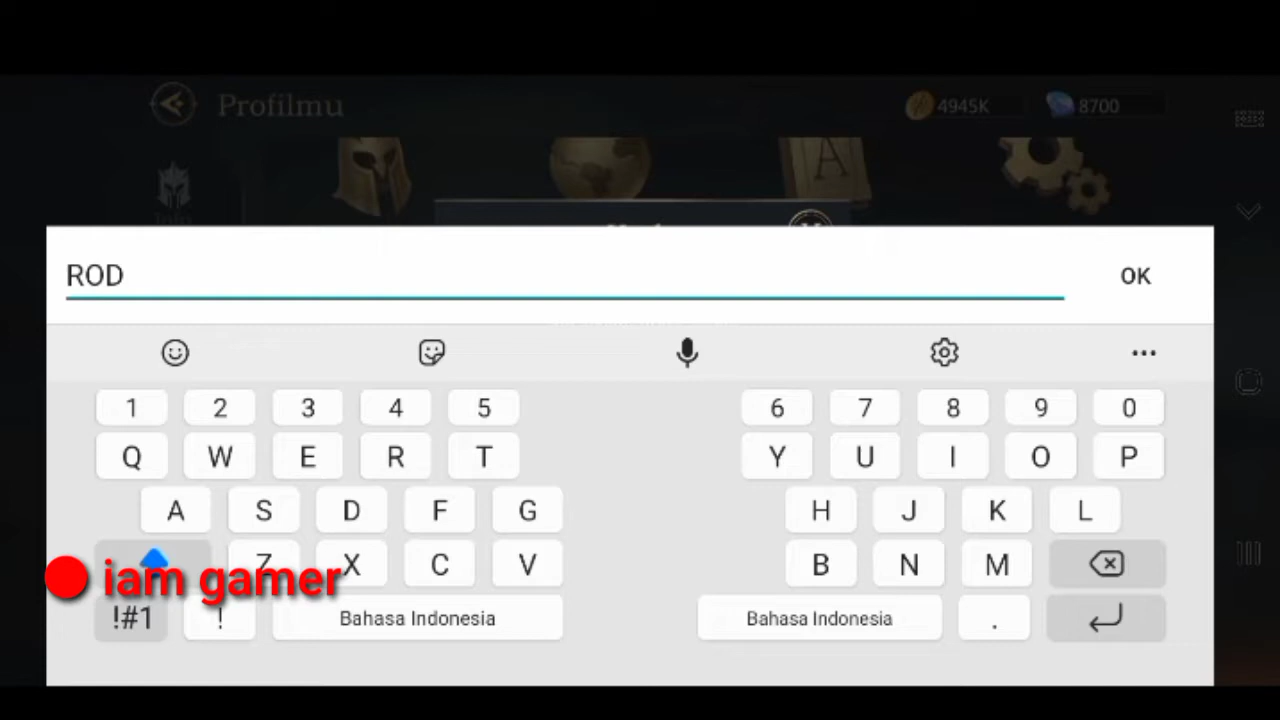 Profilmu
4945K
8700
Info
ROD
OK
1 2 3 4 5 6 7 8 9 0
Q W E R T Y U I O P
A S D F G H J K L
Z X C V B N M
iam gamer
!#1 ! Bahasa Indonesia Bahasa Indonesia .